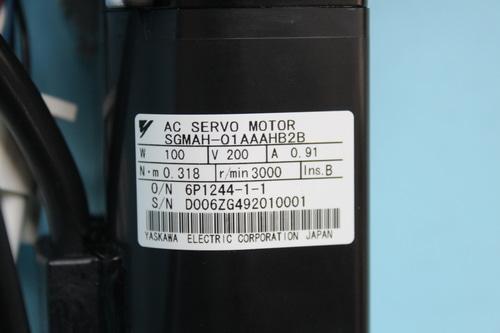 AC SERVO MOTOR
SGMAH-01AAAHB2B
W 100 V 200 A 0.91
N·m 0.318 r/min 3000 Ins.B
O/N 6P1244-1-1
S/N D006ZG492010001
YASKAWA ELECTRIC CORPORATION JAPAN